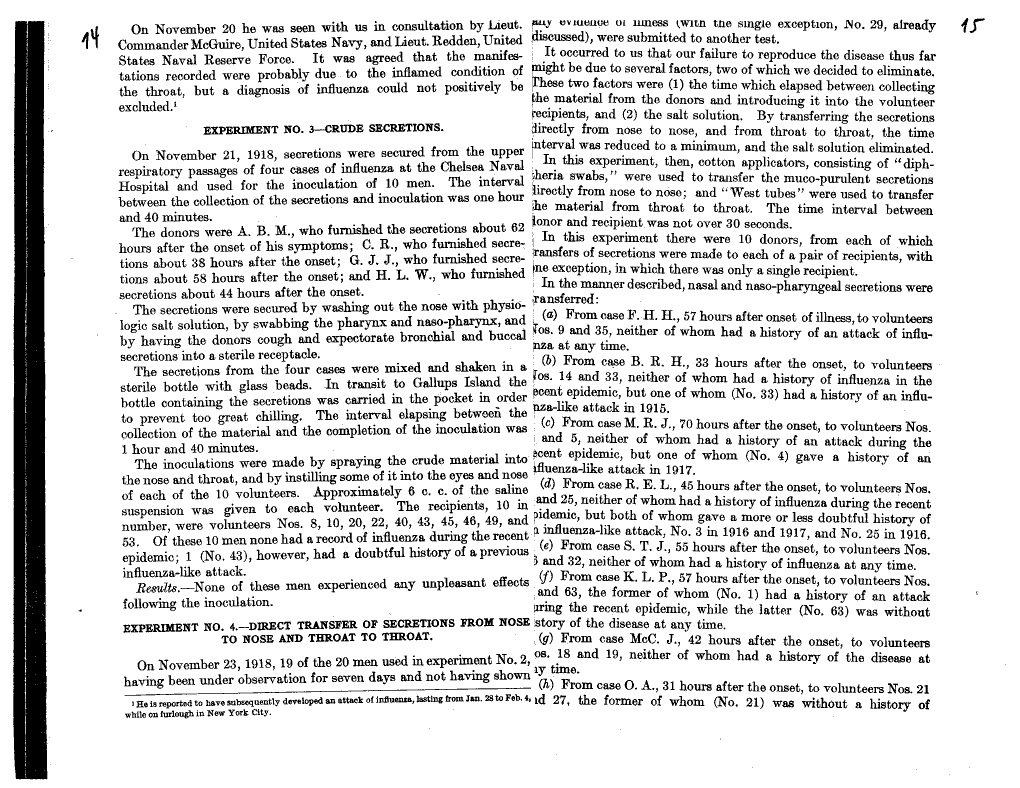 14
On November 20 he was seen with us in consultation by Lieut.
Commander McGuire, United States Navy, and Lieut. Redden, United
States Naval Reserve Force. It was agreed that the manifes-
tations recorded were probably due to the inflamed condition of
the throat, but a diagnosis of influenza could not positively be
excluded.¹
EXPERIMENT NO. 3—CRUDE SECRETIONS.
On November 21, 1918, secretions were secured from the upper
respiratory passages of four cases of influenza at the Chelsea Naval
Hospital and used for the inoculation of 10 men. The interval
between the collection of the secretions and inoculation was one hour
and 40 minutes.
The donors were A. B. M., who furnished the secretions about 62
hours after the onset of his symptoms; C. R., who furnished secre-
tions about 38 hours after the onset; G. J. J., who furnished secre-
tions about 58 hours after the onset; and H. L. W., who furnished
secretions about 44 hours after the onset.
The secretions were secured by washing out the nose with physio-
logic salt solution, by swabbing the pharynx and naso-pharynx, and
by having the donors cough and expectorate bronchial and buccal
secretions into a sterile receptacle.
The secretions from the four cases were mixed and shaken in a
sterile bottle with glass beads. In transit to Gallups Island the
bottle containing the secretions was carried in the pocket in order
to prevent too great chilling. The interval elapsing between the
collection of the material and the completion of the inoculation was
1 hour and 40 minutes.
The inoculations were made by spraying the crude material into
the nose and throat, and by instilling some of it into the eyes and nose
of each of the 10 volunteers. Approximately 6 c. c. of the saline
suspension was given to each volunteer. The recipients, 10 in
number, were volunteers Nos. 8, 10, 20, 22, 40, 43, 45, 46, 49, and
53. Of these 10 men none had a record of influenza during the recent
epidemic; 1 (No. 43), however, had a doubtful history of a previous
influenza-like attack.
Results.—None of these men experienced any unpleasant effects
following the inoculation.
EXPERIMENT NO. 4.—DIRECT TRANSFER OF SECRETIONS FROM NOSE
TO NOSE AND THROAT TO THROAT.
On November 23, 1918, 19 of the 20 men used in experiment No. 2,
having been under observation for seven days and not having shown
¹ He is reported to have subsequently developed an attack of influenza, lasting from Jan. 28 to Feb. 4,
while on furlough in New York City.
15
any evidence of illness (with the single exception, No. 29, already
discussed), were submitted to another test.
It occurred to us that our failure to reproduce the disease thus far
might be due to several factors, two of which we decided to eliminate.
These two factors were (1) the time which elapsed between collecting
the material from the donors and introducing it into the volunteer
recipients, and (2) the salt solution. By transferring the secretions
directly from nose to nose, and from throat to throat, the time
interval was reduced to a minimum, and the salt solution eliminated.
In this experiment, then, cotton applicators, consisting of "diph-
theria swabs," were used to transfer the muco-purulent secretions
directly from nose to nose; and "West tubes" were used to transfer
the material from throat to throat. The time interval between
donor and recipient was not over 30 seconds.
In this experiment there were 10 donors, from each of which
transfers of secretions were made to each of a pair of recipients, with
one exception, in which there was only a single recipient.
In the manner described, nasal and naso-pharyngeal secretions were
transferred:
(a) From case F. H. H., 57 hours after onset of illness, to volunteers
Nos. 9 and 35, neither of whom had a history of an attack of influ-
nza at any time.
(b) From case B. R. H., 33 hours after the onset, to volunteers
Nos. 14 and 33, neither of whom had a history of influenza in the
ecent epidemic, but one of whom (No. 33) had a history of an influ-
nza-like attack in 1915.
(c) From case M. R. J., 70 hours after the onset, to volunteers Nos.
and 5, neither of whom had a history of an attack during the
ecent epidemic, but one of whom (No. 4) gave a history of an
nfluenza-like attack in 1917.
(d) From case R. E. L., 45 hours after the onset, to volunteers Nos.
and 25, neither of whom had a history of influenza during the recent
pidemic, but both of whom gave a more or less doubtful history of
n influenza-like attack, No. 3 in 1916 and 1917, and No. 25 in 1916.
(e) From case S. T. J., 55 hours after the onset, to volunteers Nos.
and 32, neither of whom had a history of influenza at any time.
(f) From case K. L. P., 57 hours after the onset, to volunteers Nos.
and 63, the former of whom (No. 1) had a history of an attack
uring the recent epidemic, while the latter (No. 63) was without
istory of the disease at any time.
(g) From case McC. J., 42 hours after the onset, to volunteers
os. 18 and 19, neither of whom had a history of the disease at
ny time.
(h) From case O. A., 31 hours after the onset, to volunteers Nos. 21
nd 27, the former of whom (No. 21) was without a history of